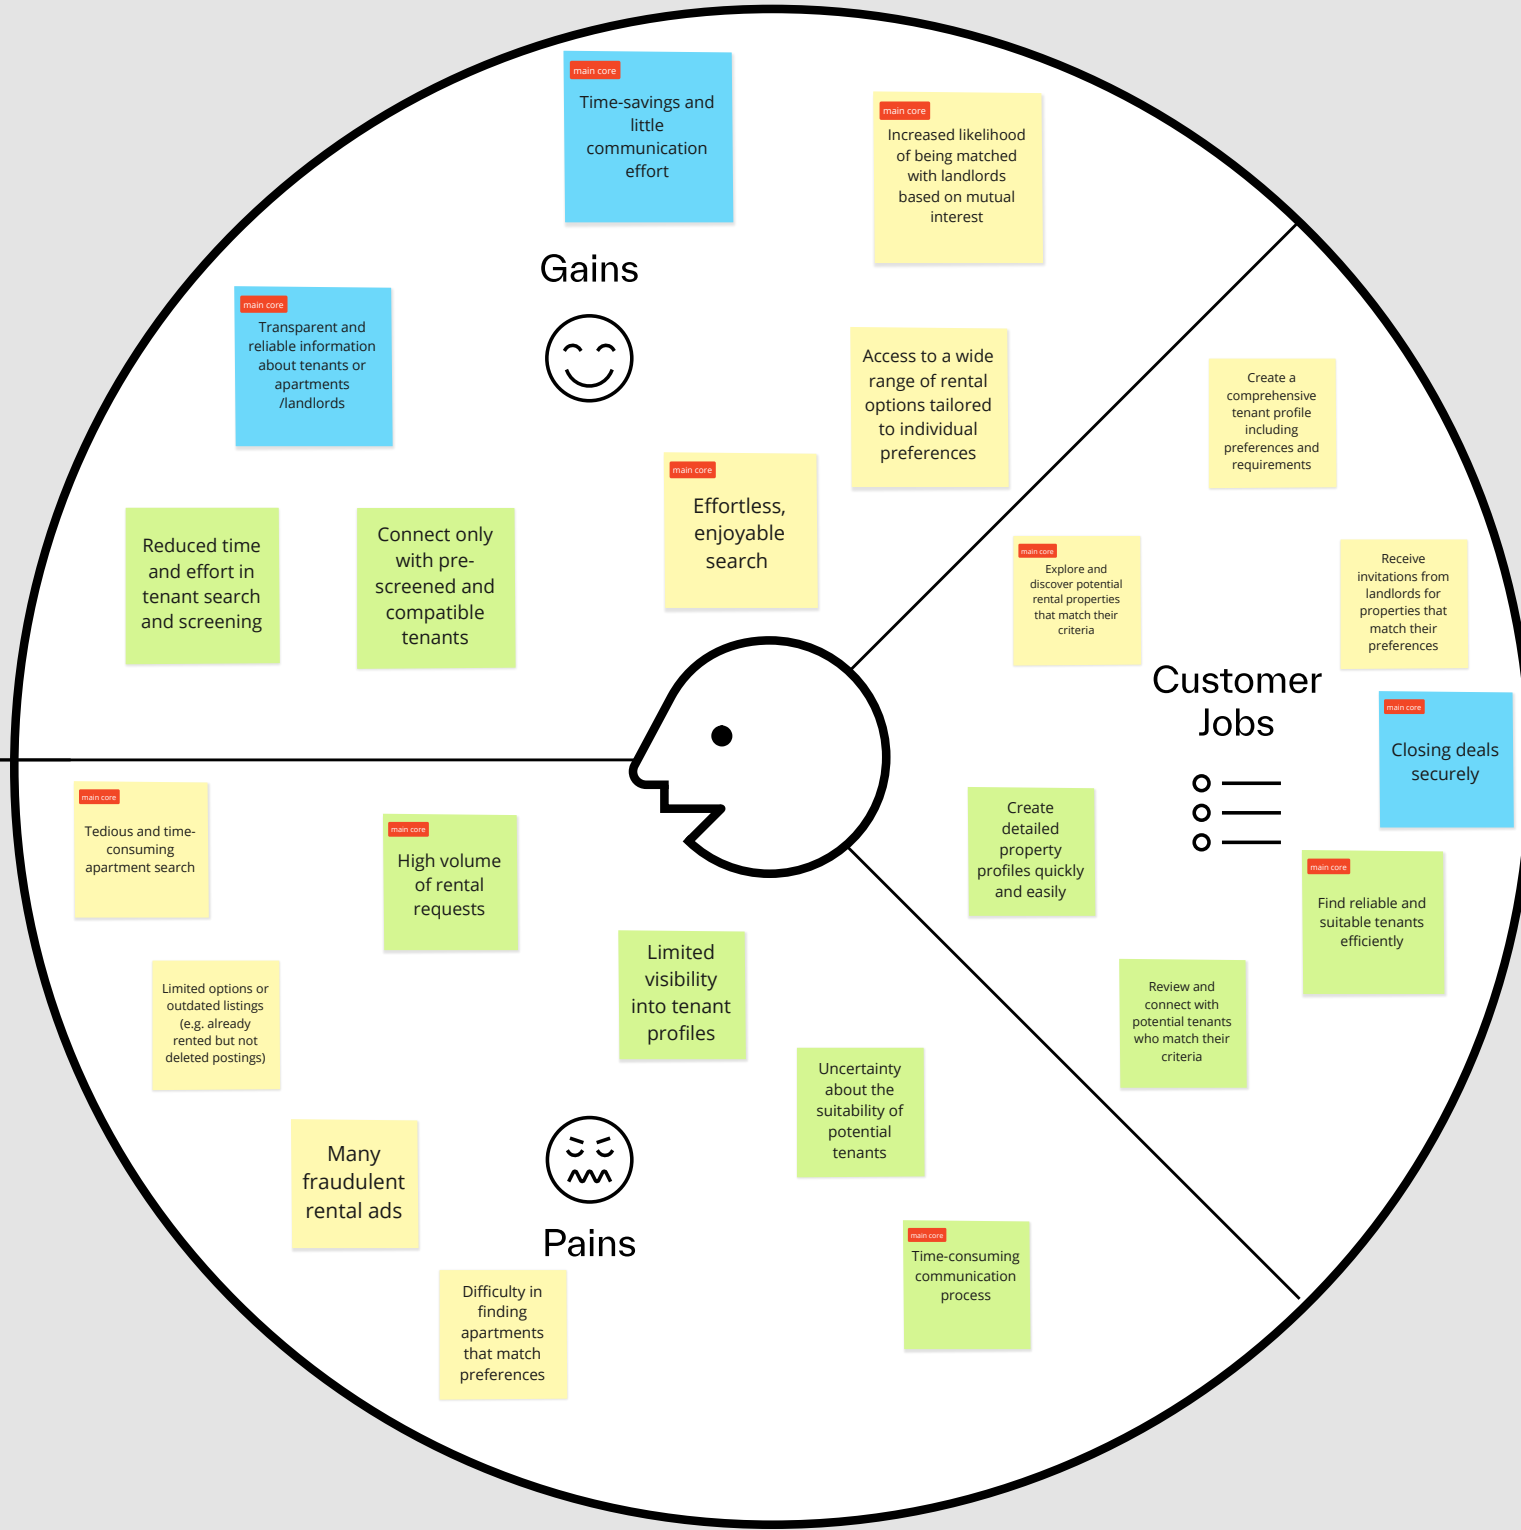 main core
Time-savings and
little
communication
effort
main core
Increased likelihood
of being matched
with landlords
based on mutual
interest
Gains
main core
Transparent and
reliable information
about tenants or
apartments
/landlords
Access to a wide
range of rental
options tailored
to individual
preferences
main core
Effortless,
enjoyable
search
Reduced time
and effort in
tenant search
and screening
Connect only
with pre-
screened and
compatible
tenants
Create a
comprehensive
tenant profile
including
preferences and
requirements
main core
Explore and
discover potential
rental properties
that match their
criteria
Receive
invitations from
landlords for
properties that
match their
preferences
Customer
Jobs
main core
Closing deals
securely
Create
detailed
property
profiles quickly
and easily
main core
Find reliable and
suitable tenants
efficiently
Review and
connect with
potential tenants
who match their
criteria
main core
Tedious and time-
consuming
apartment search
main core
High volume
of rental
requests
Limited
visibility
into tenant
profiles
Limited options or
outdated listings
(e.g. already
rented but not
deleted postings)
Uncertainty
about the
suitability of
potential
tenants
Many
fraudulent
rental ads
Pains
main core
Time-consuming
communication
process
Difficulty in
finding
apartments
that match
preferences